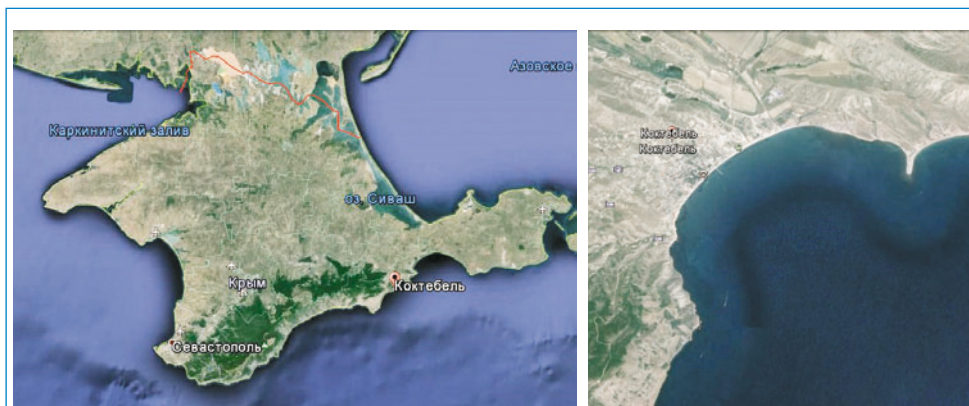 Азовское
Каркинитский залив
оз. Сиваш
Крым
Коктебель
Севастополь
Коктебель
Коктебель